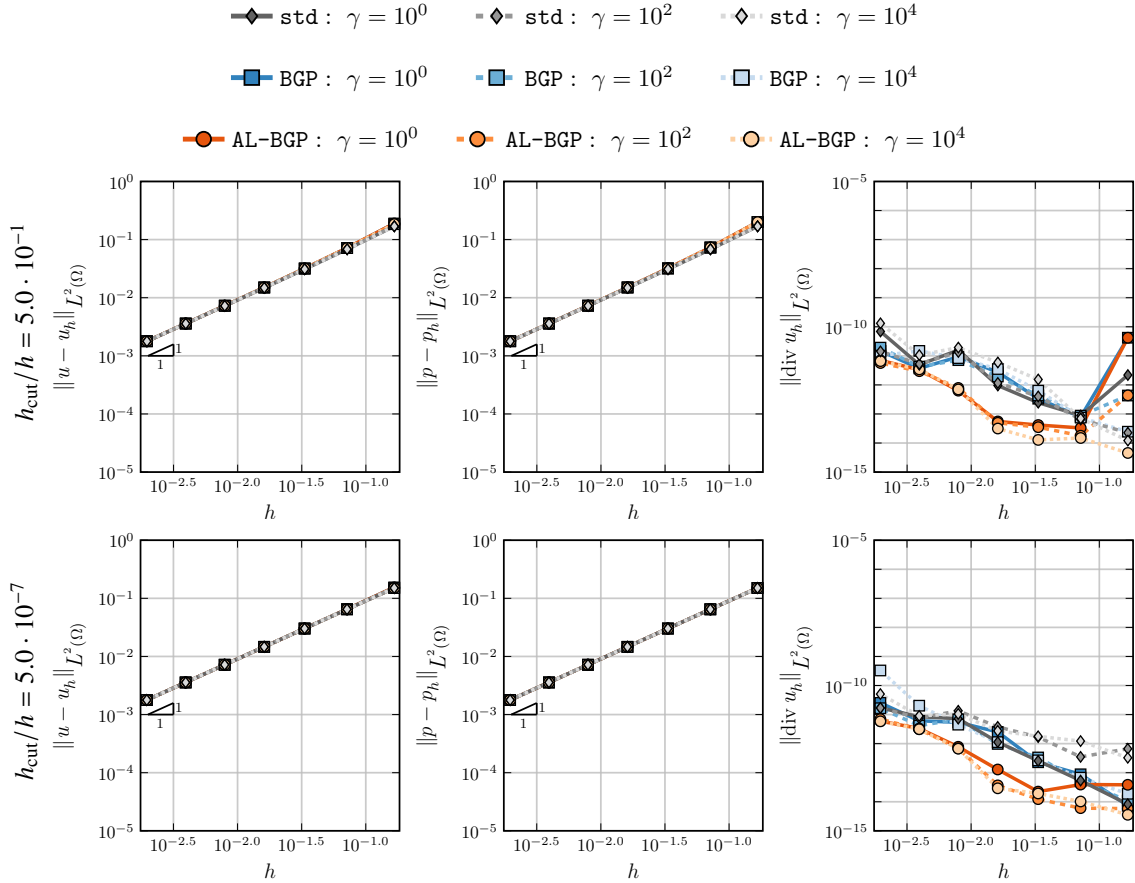 std : γ = 10^0 std : γ = 10^2 std : γ = 10^4
BGP : γ = 10^0 BGP : γ = 10^2 BGP : γ = 10^4
AL-BGP : γ = 10^0 AL-BGP : γ = 10^2 AL-BGP : γ = 10^4
h_cut/h = 5.0 · 10^−1
‖u − u_h‖_{L^2(Ω)}
10^0
10^−1
10^−2
10^−3
10^−4
10^−5
1
1
10^−2.5 10^−2.0 10^−1.5 10^−1.0
h
‖p − p_h‖_{L^2(Ω)}
10^0
10^−1
10^−2
10^−3
10^−4
10^−5
1
1
10^−2.5 10^−2.0 10^−1.5 10^−1.0
h
‖div u_h‖_{L^2(Ω)}
10^−5
10^−10
10^−15
10^−2.5 10^−2.0 10^−1.5 10^−1.0
h
h_cut/h = 5.0 · 10^−7
‖u − u_h‖_{L^2(Ω)}
10^0
10^−1
10^−2
10^−3
10^−4
10^−5
1
1
10^−2.5 10^−2.0 10^−1.5 10^−1.0
h
‖p − p_h‖_{L^2(Ω)}
10^0
10^−1
10^−2
10^−3
10^−4
10^−5
1
1
10^−2.5 10^−2.0 10^−1.5 10^−1.0
h
‖div u_h‖_{L^2(Ω)}
10^−5
10^−10
10^−15
10^−2.5 10^−2.0 10^−1.5 10^−1.0
h